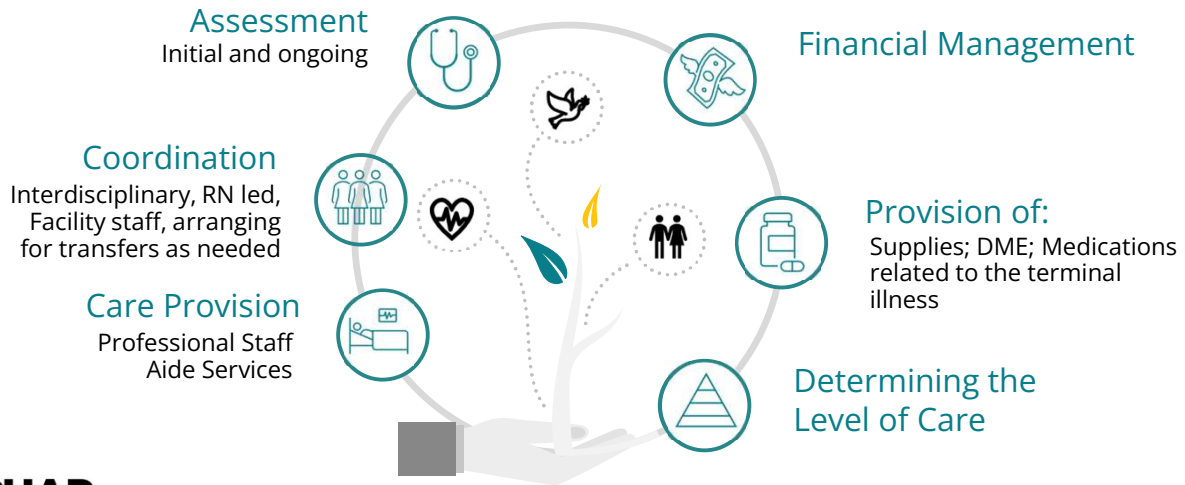 Assessment
Initial and ongoing
Coordination
Interdisciplinary, RN led,
Facility staff, arranging
for transfers as needed
Care Provision
Professional Staff
Aide Services
Financial Management
Provision of:
Supplies; DME; Medications
related to the terminal
illness
Determining the
Level of Care